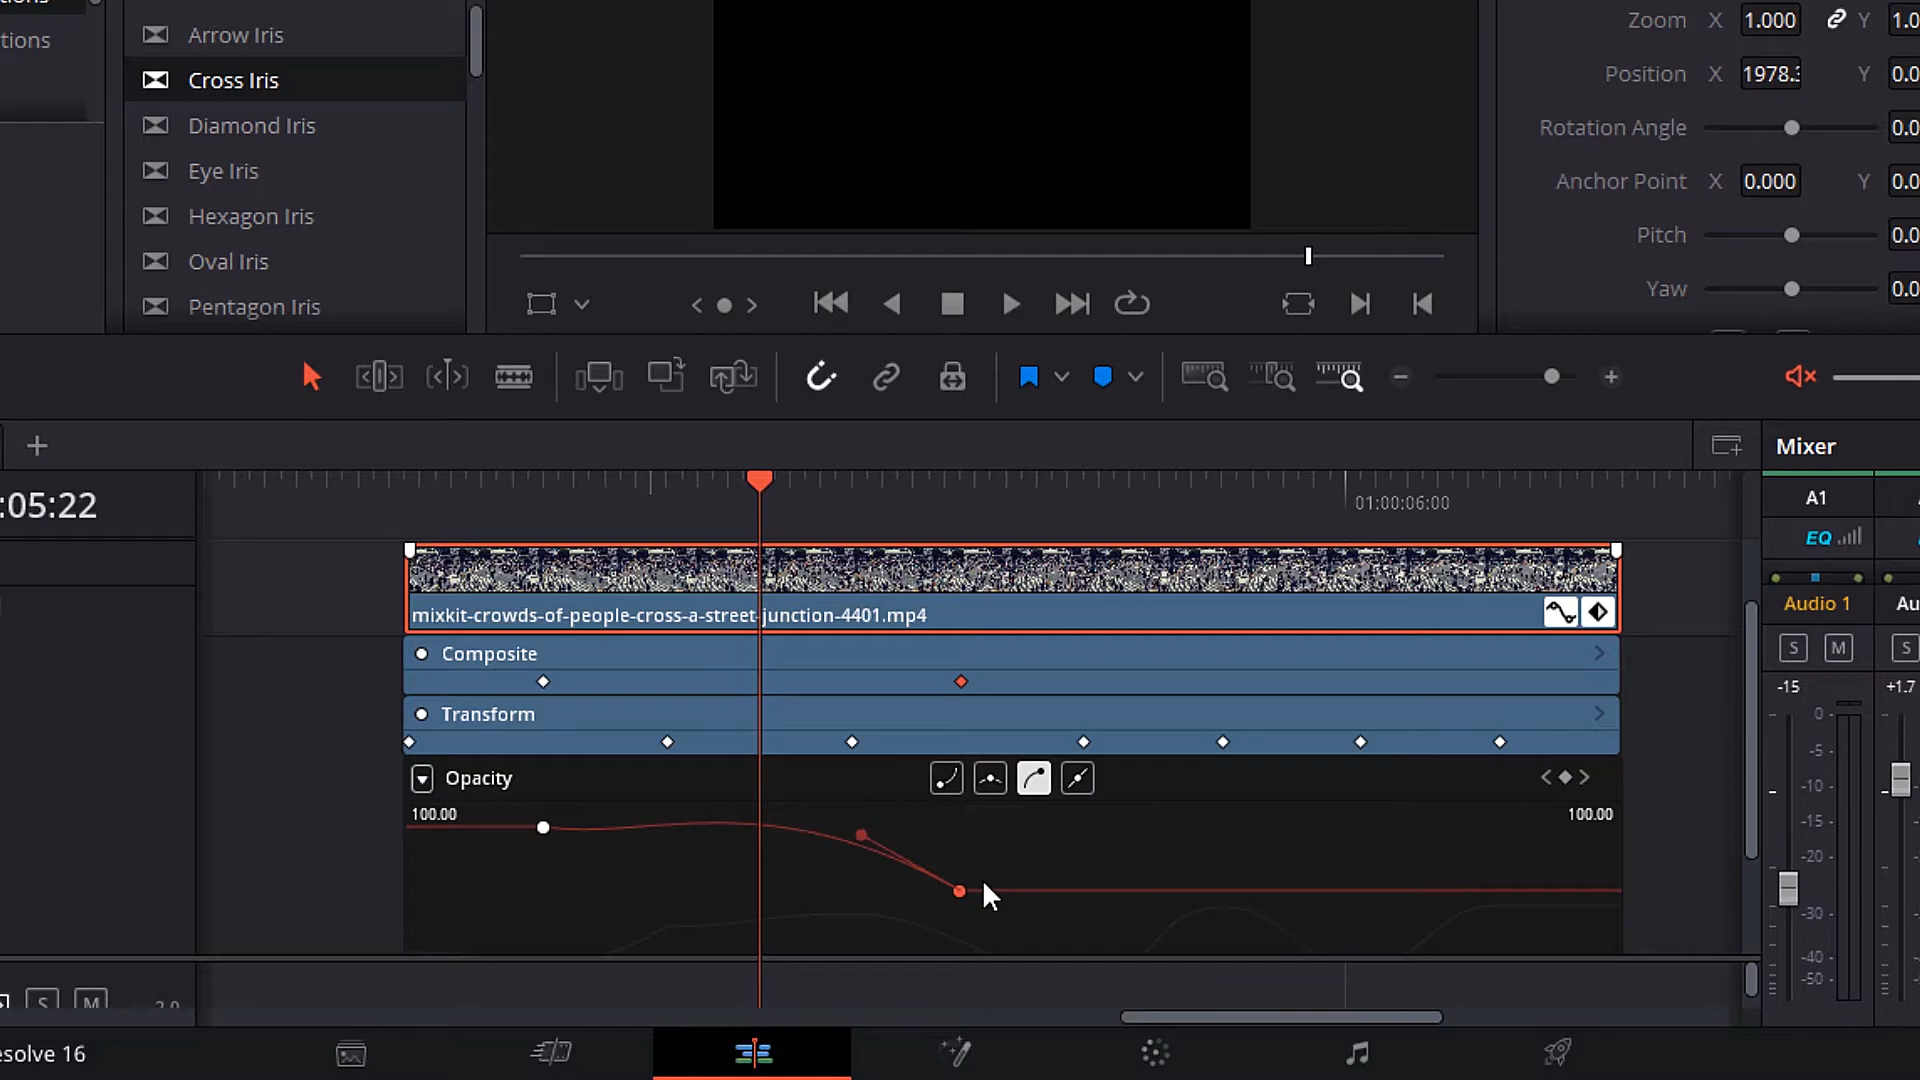 tions
Arrow Iris
Cross Iris
Diamond Iris
Eye Iris
Hexagon Iris
Oval Iris
Pentagon Iris
Zoom X 1.000 Y 1.0
Position X 1978. Y 0.0
Rotation Angle 0.0
Anchor Point X 0.000 Y 0.0
Pitch 0.0
Yaw 0.0
Mixer
:05:22
01:00:06:00
A1
EQ
Audio 1 Au
S M S
-15 +1.7
0
-5
-10
-15
-20
-30
-40
-50
mixkit-crowds-of-people-cross-a-street-junction-4401.mp4
Composite
Transform
Opacity
100.00 100.00
S M 2.0
esolve 16